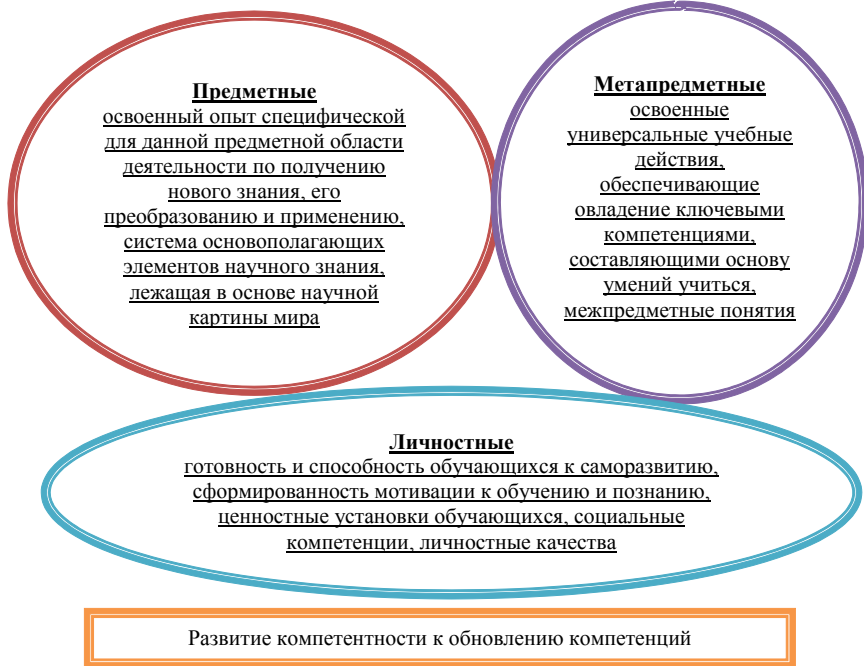 Предметные
освоенный опыт специфической
для данной предметной области
деятельности по получению
нового знания, его
преобразованию и применению,
система основополагающих
элементов научного знания,
лежащая в основе научной
картины мира
Метапредметные
освоенные
универсальные учебные
действия,
обеспечивающие
овладение ключевыми
компетенциями,
составляющими основу
умений учиться,
межпредметные понятия
Личностные
готовность и способность обучающихся к саморазвитию,
сформированность мотивации к обучению и познанию,
ценностные установки обучающихся, социальные
компетенции, личностные качества
Развитие компетентности к обновлению компетенций